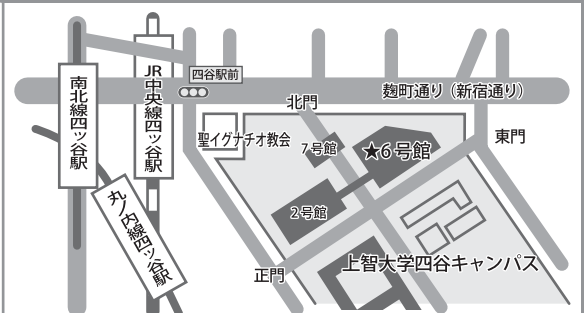 四谷駅前
JR中央線四ッ谷駅
南北線四ッ谷駅
丸ノ内線四ッ谷駅
麹町通り（新宿通り）
北門
東門
聖イグナチオ教会
7号館
★6号館
2号館
正門
上智大学四谷キャンパス